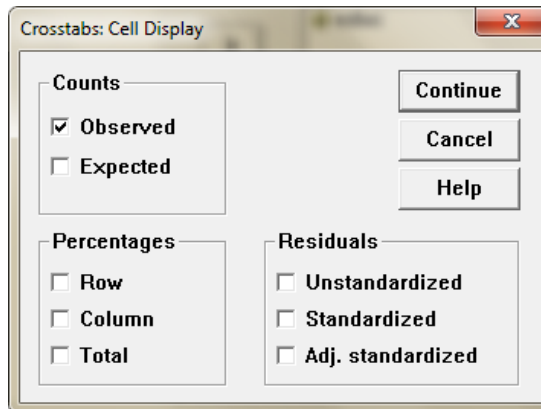 Crosstabs: Cell Display
Counts
Observed
Expected
Continue
Cancel
Help
Percentages
Row
Column
Total
Residuals
Unstandardized
Standardized
Adj. standardized